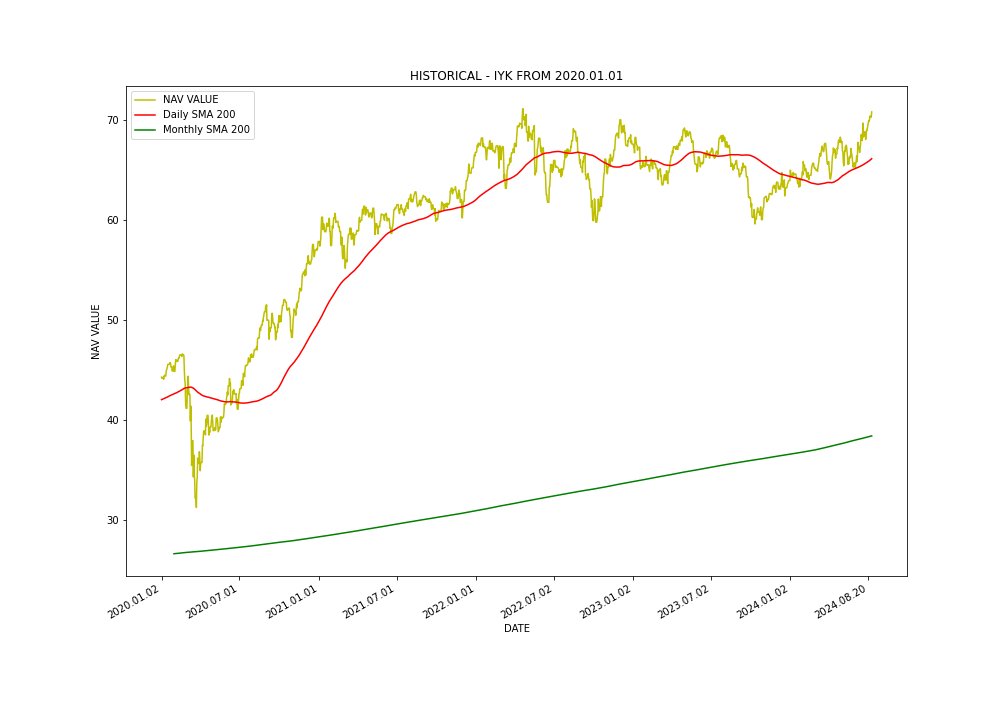 HISTORICAL - IYK FROM 2020.01.01
NAV VALUE
Daily SMA 200
Monthly SMA 200
70
60
50
40
30
NAV VALUE
2020.01.02
2020.07.01
2021.01.01
2021.07.01
2022.01.01
2022.07.02
2023.01.02
2023.07.02
2024.01.02
2024.08.20
DATE